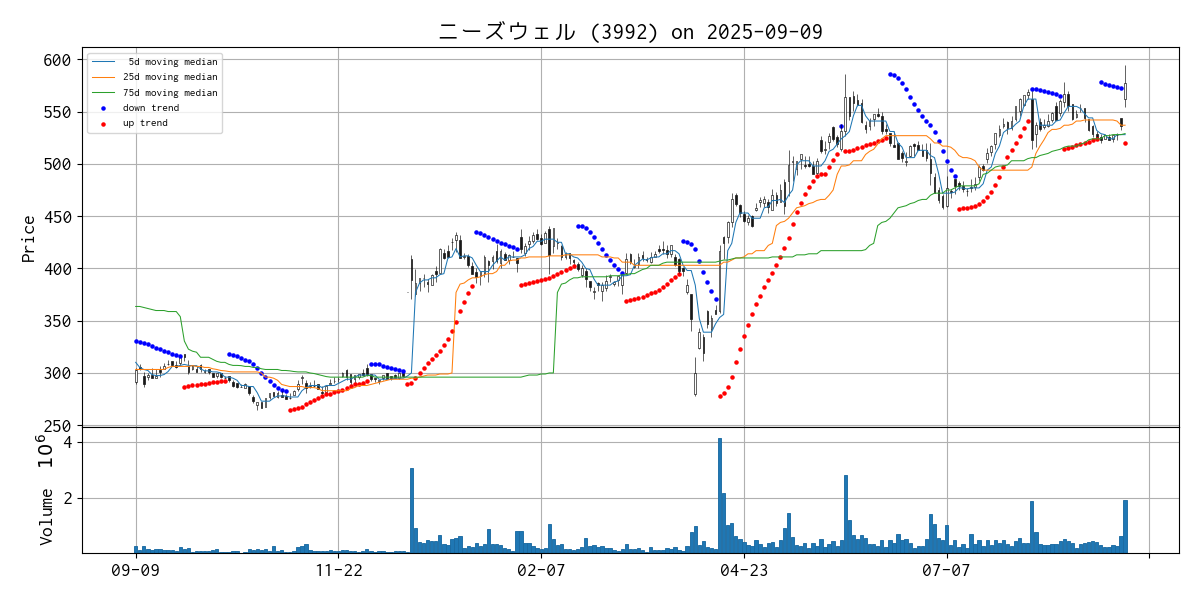 ニーズウェル (3992) on 2025-09-09
5d moving median
25d moving median
75d moving median
down trend
up trend
600
550
500
450
400
350
300
250
Price
4
2
Volume 10^6
09-09 11-22 02-07 04-23 07-07